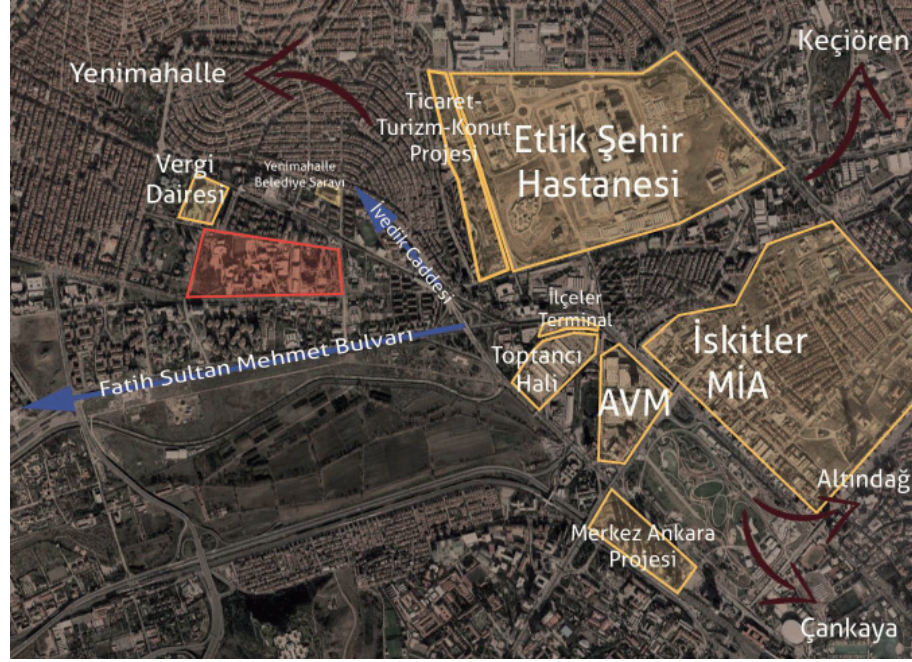 Keçiören
Yenimahalle
Ticaret-
Turizm-Konut
Projesi
Etlik Şehir
Hastanesi
Vergi
Dairesi
Yenimahalle
Belediye Sarayı
İvedik Caddesi
İlçeler
Terminal
Fatih Sultan Mehmet Bulvarı
Toptancı
Hali
AVM
İskitler
MİA
Altındağ
Merkez Ankara
Projesi
Çankaya